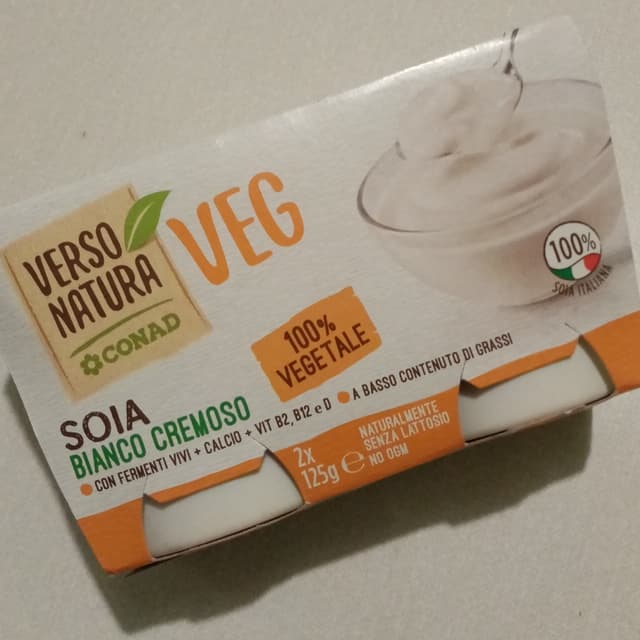 VERSO
NATURA
CONAD
VEG
100%
VEGETALE
100%
SOIA ITALIANA
SOIA
BIANCO CREMOSO
CON FERMENTI VIVI + CALCIO + VIT B2, B12 e D
A BASSO CONTENUTO DI GRASSI
2x
125g e
NATURALMENTE
SENZA LATTOSIO
NO OGM